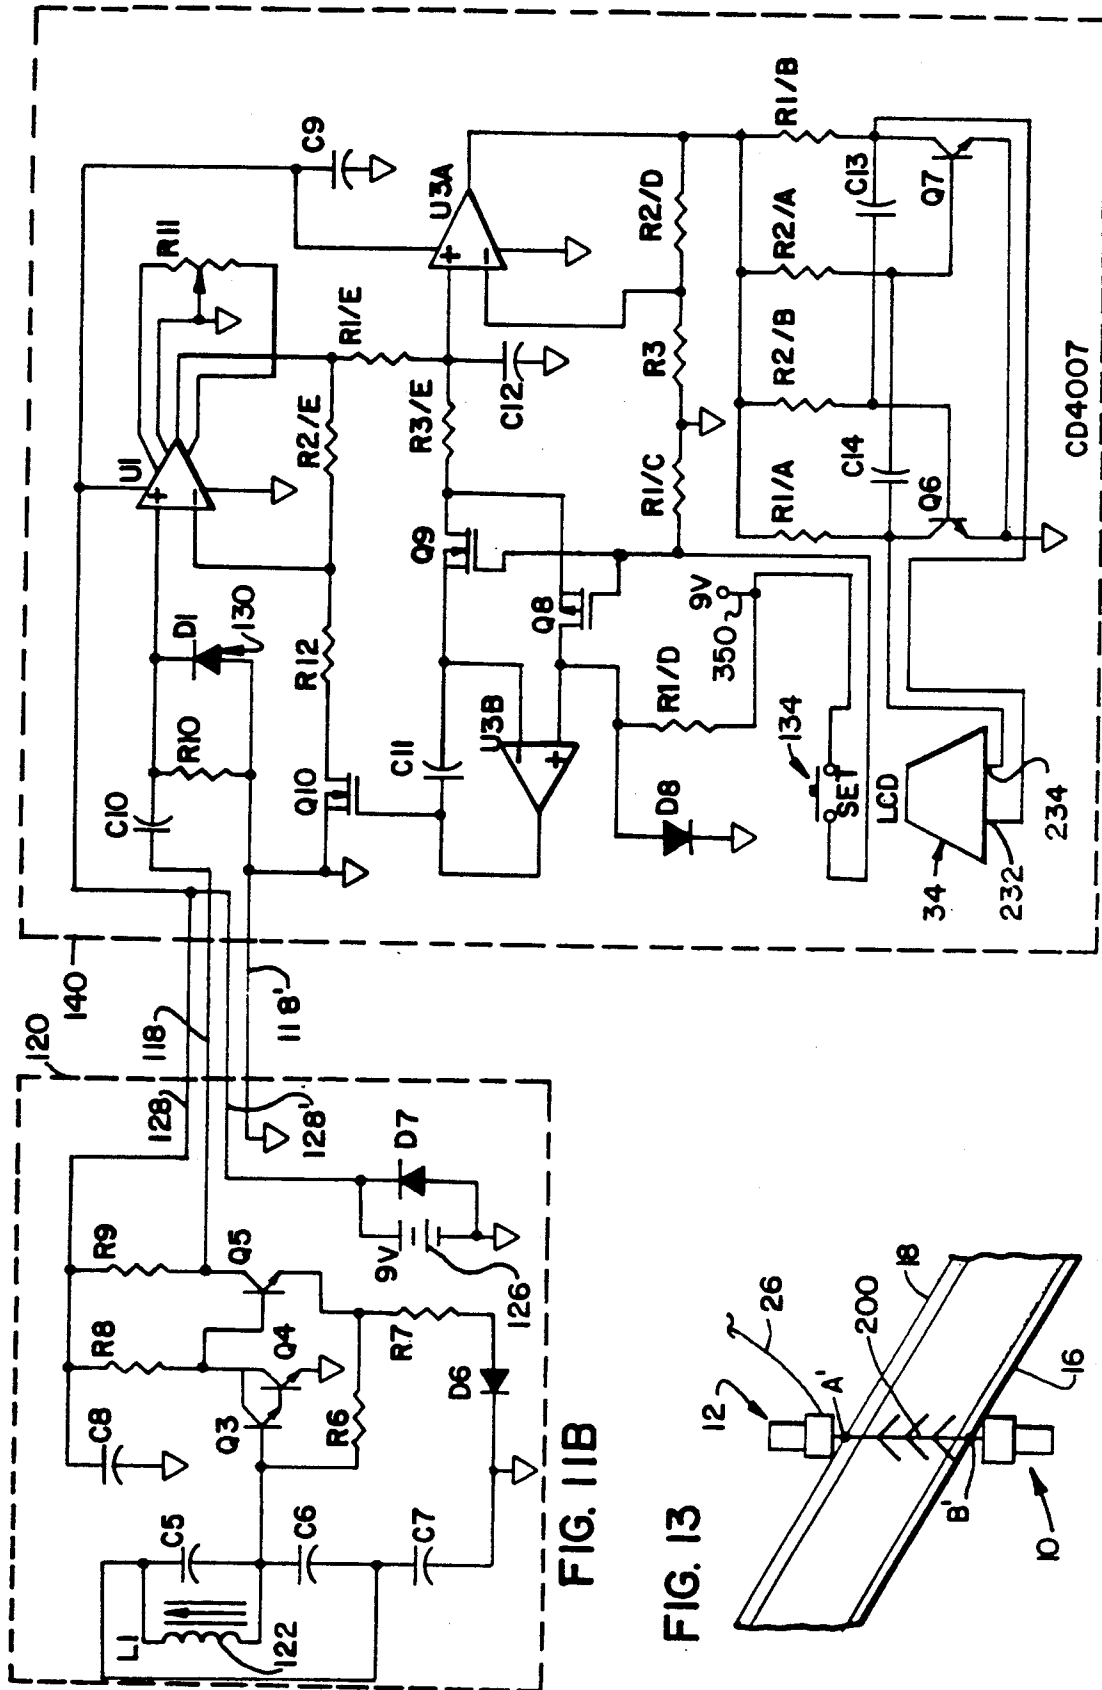 120
140
128
118
128'
118'
C8
R8
R9
Q3
Q4
Q5
L1
122
C5
C6
C7
R6
R7
D6
D7
9V
126
FIG. 11B
C10
R10
D1
130
U1
+
−
R11
C9
R1/E
R2/E
R12
Q10
U3A
+
−
C12
R3/E
Q9
C11
U3B
−
+
Q8
R2/D
R3
R1/C
R1/D
9V
350
D8
134
SET
LCD
34
232
234
R1/A
R2/B
R2/A
R1/B
C14
C13
Q6
Q7
CD4007
FIG. 13
12
26
A'
200
18
16
B'
10